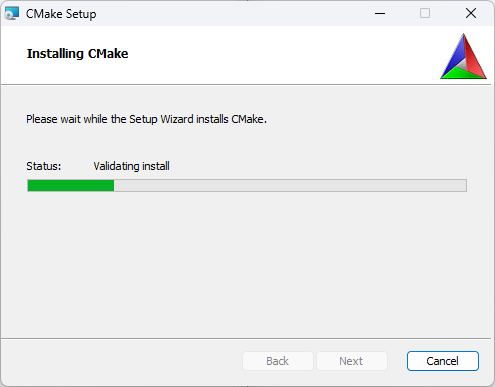 CMake Setup
Installing CMake
Please wait while the Setup Wizard installs CMake.
Status: Validating install
Back Next Cancel